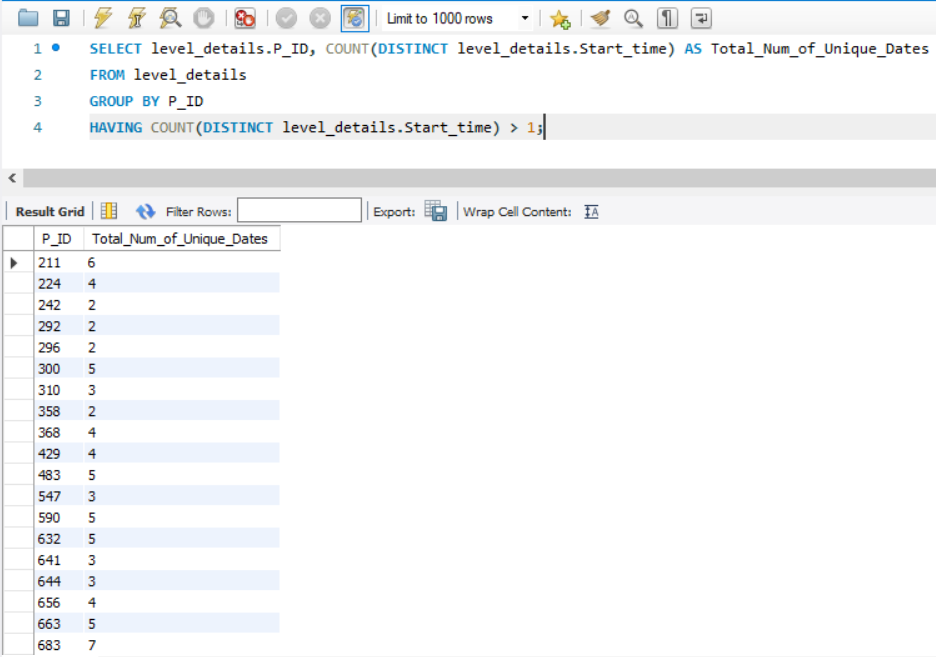 Limit to 1000 rows
1 SELECT level_details.P_ID, COUNT(DISTINCT level_details.Start_time) AS Total_Num_of_Unique_Dates
2 FROM level_details
3 GROUP BY P_ID
4 HAVING COUNT(DISTINCT level_details.Start_time) > 1;
Result Grid Filter Rows: Export: Wrap Cell Content: IA
P_ID Total_Num_of_Unique_Dates
211 6
224 4
242 2
292 2
296 2
300 5
310 3
358 2
368 4
429 4
483 5
547 3
590 5
632 5
641 3
644 3
656 4
663 5
683 7